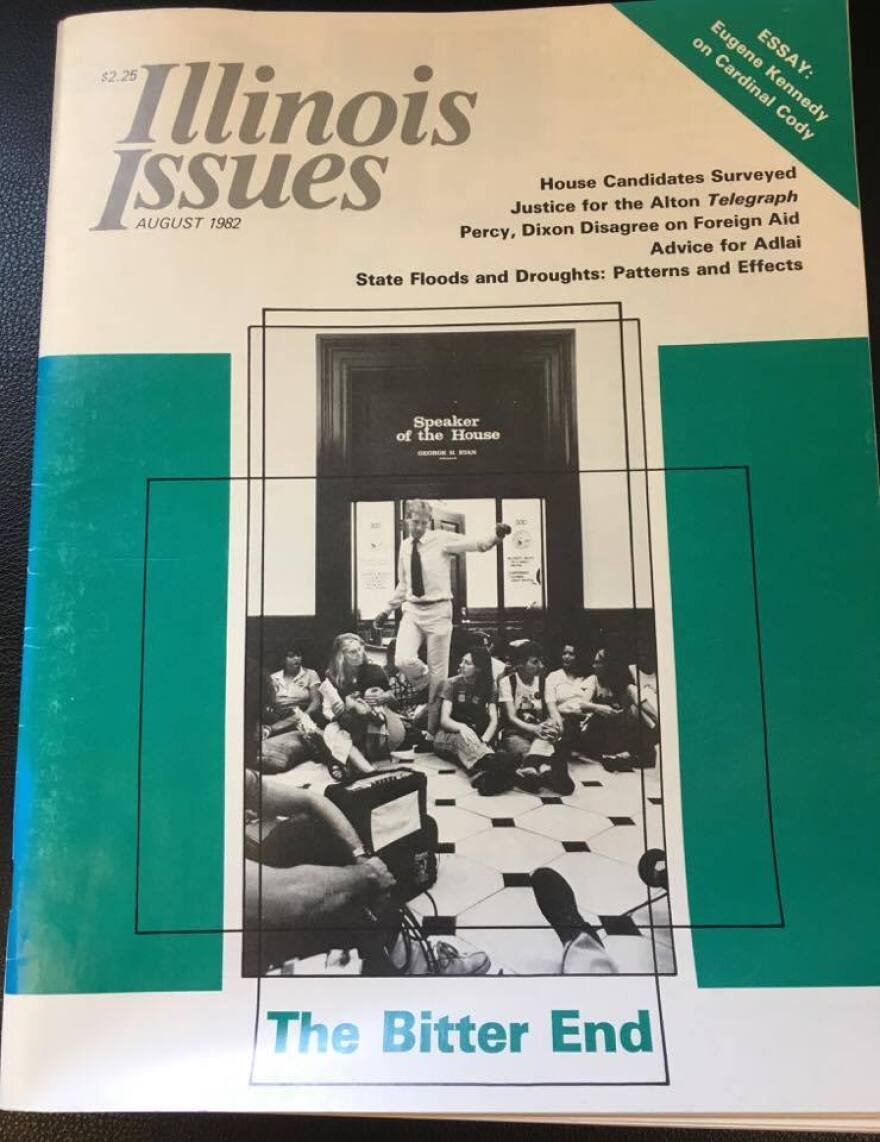 $2.25
Illinois
Issues
AUGUST 1982
ESSAY:
Eugene Kennedy
on Cardinal Cody
House Candidates Surveyed
Justice for the Alton Telegraph
Percy, Dixon Disagree on Foreign Aid
Advice for Adlai
State Floods and Droughts: Patterns and Effects
Speaker
of the House
GEORGE H. RYAN
The Bitter End